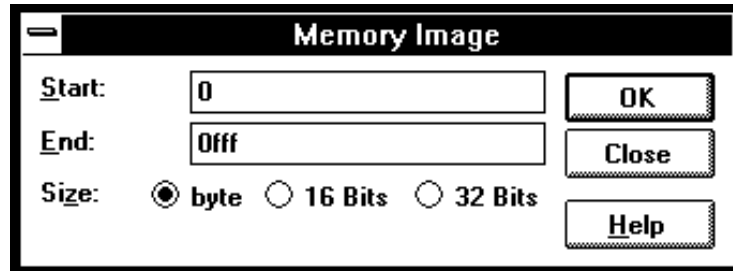 Memory Image
Start: 0 OK
End: 0fff Close
Size: byte 16 Bits 32 Bits
Help